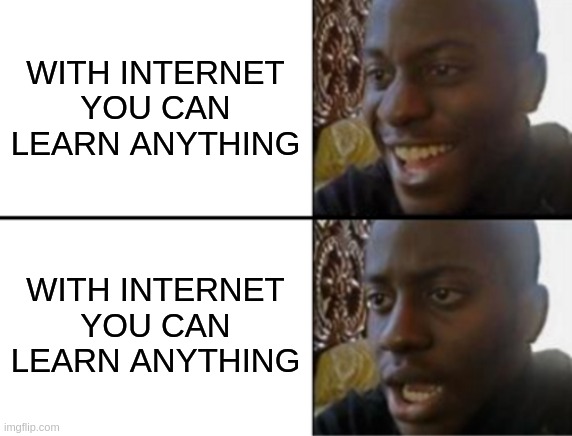 WITH INTERNET
YOU CAN
LEARN ANYTHING
WITH INTERNET
YOU CAN
LEARN ANYTHING
imgflip.com